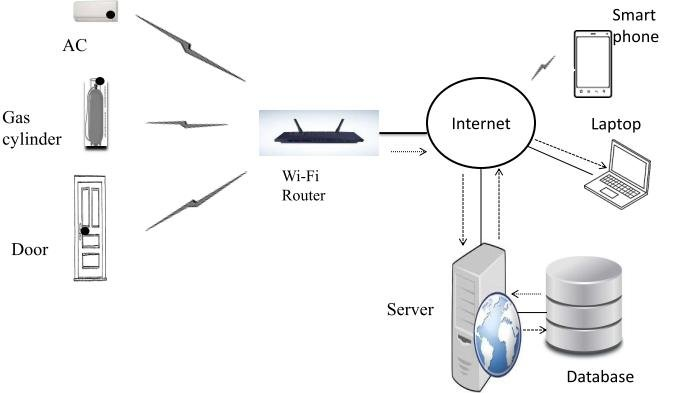 Smart
phone
AC
Gas
cylinder
Internet
Laptop
Wi-Fi
Router
Door
Server
Database